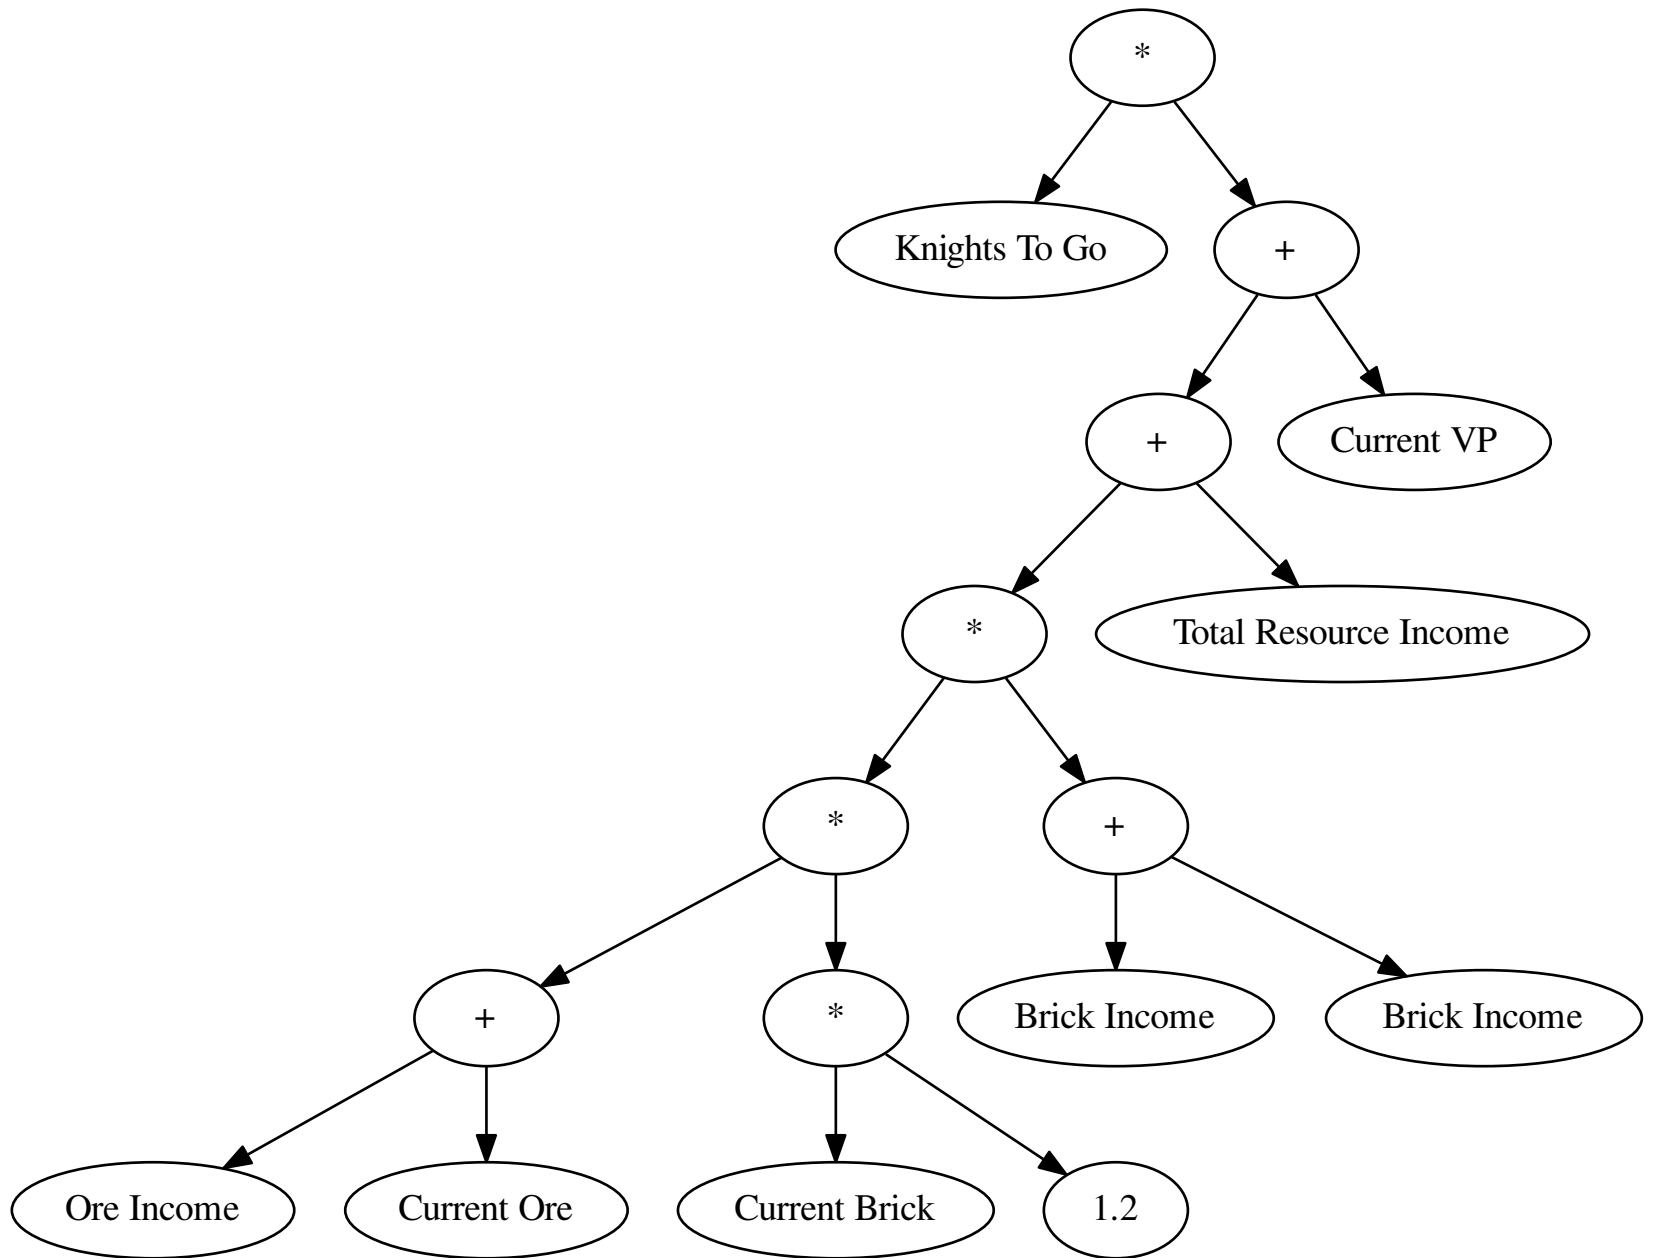 *
Knights To Go
+
+
Current VP
*
Total Resource Income
*
+
+
*
Brick Income
Brick Income
Ore Income
Current Ore
Current Brick
1.2